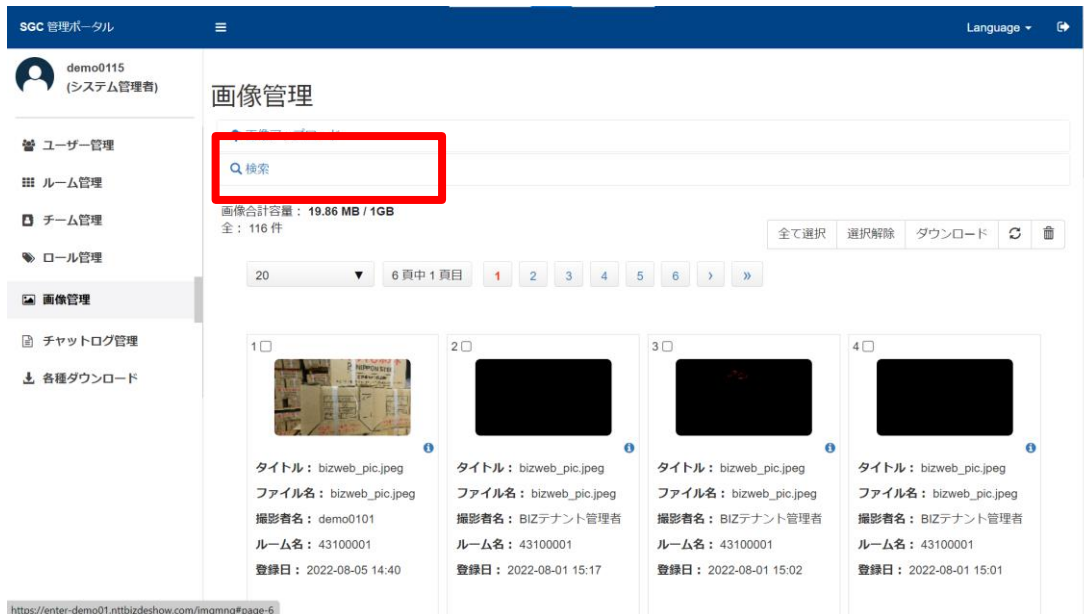 SGC 管理ポータル
Language
demo0115
(システム管理者)
画像管理
検索
ユーザー管理
ルーム管理
チーム管理
ロール管理
画像管理
チャットログ管理
各種ダウンロード
画像合計容量： 19.86 MB / 1GB
全： 116 件
全て選択 選択解除 ダウンロード
20 6 頁中 1 頁目 1 2 3 4 5 6 › »
1 2 3 4
タイトル： bizweb_pic.jpeg
ファイル名： bizweb_pic.jpeg
撮影者名： demo0101
ルーム名： 43100001
登録日： 2022-08-05 14:40
タイトル： bizweb_pic.jpeg
ファイル名： bizweb_pic.jpeg
撮影者名： BIZテナント管理者
ルーム名： 43100001
登録日： 2022-08-01 15:17
タイトル： bizweb_pic.jpeg
ファイル名： bizweb_pic.jpeg
撮影者名： BIZテナント管理者
ルーム名： 43100001
登録日： 2022-08-01 15:02
タイトル： bizweb_pic.jpeg
ファイル名： bizweb_pic.jpeg
撮影者名： BIZテナント管理者
ルーム名： 43100001
登録日： 2022-08-01 15:01
https://enter-demo01.nttbizdeshow.com/imgmng#page-6